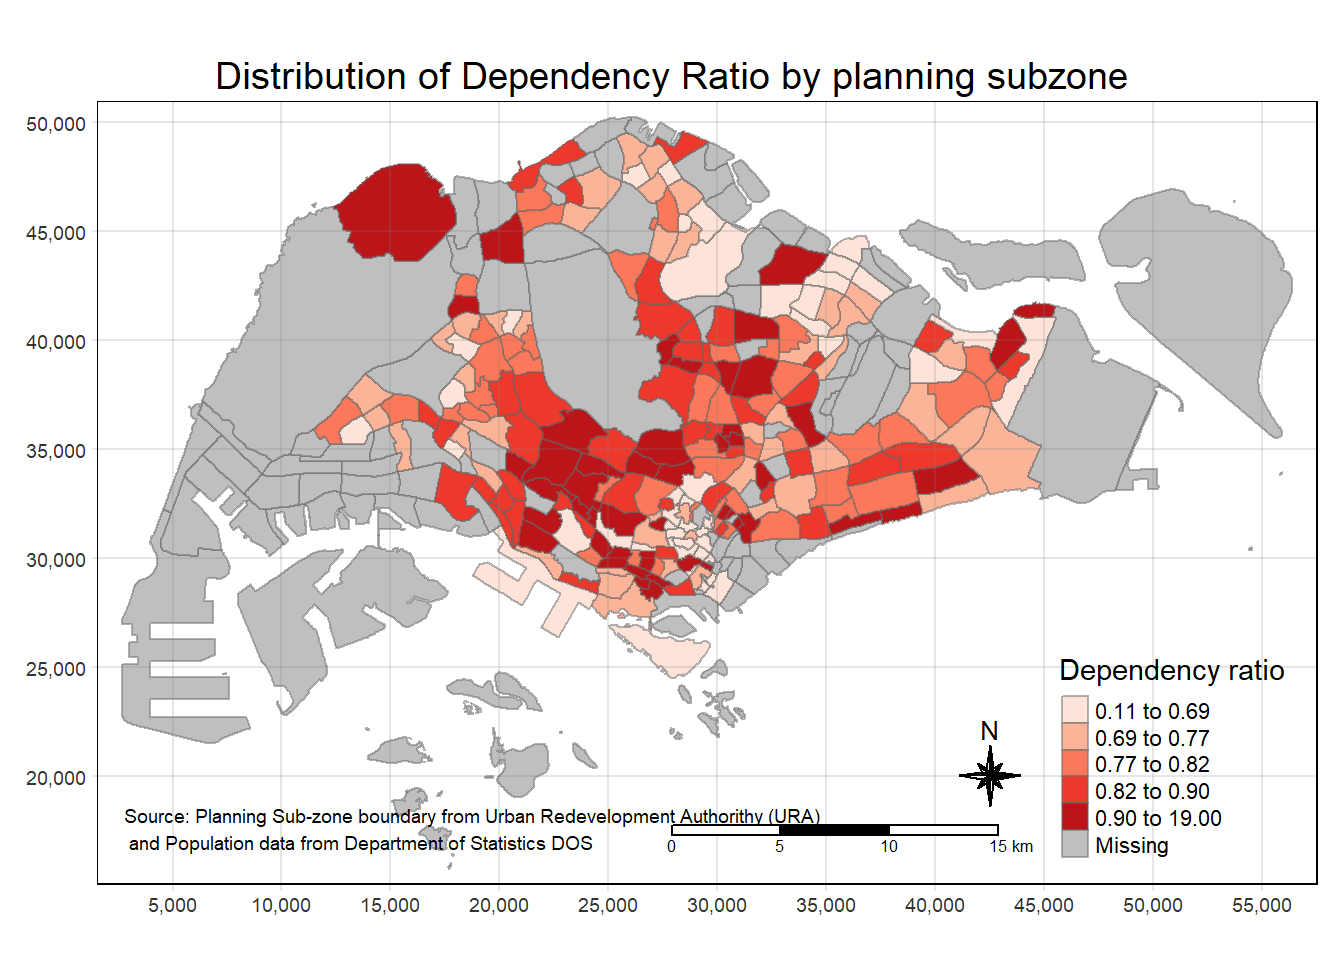 Distribution of Dependency Ratio by planning subzone
50,000
45,000
40,000
35,000
30,000
25,000
20,000
Dependency ratio
0.11 to 0.69
0.69 to 0.77
0.77 to 0.82
0.82 to 0.90
0.90 to 19.00
Missing
N
Source: Planning Sub-zone boundary from Urban Redevelopment Authorithy (URA)
and Population data from Department of Statistics DOS
0 5 10 15 km
5,000 10,000 15,000 20,000 25,000 30,000 35,000 40,000 45,000 50,000 55,000